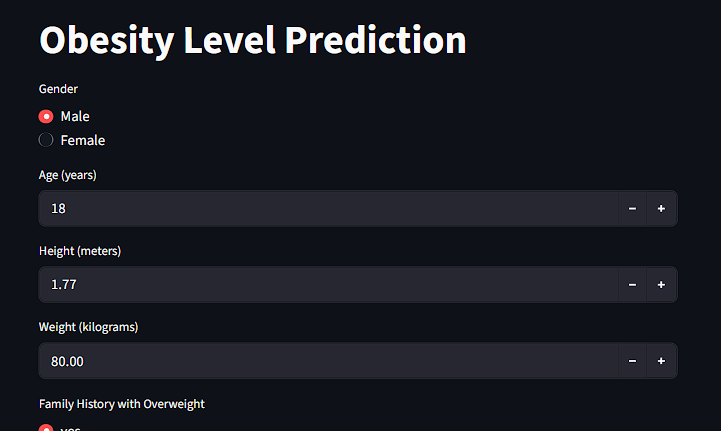 Obesity Level Prediction
Gender
Male
Female
Age (years)
18
Height (meters)
1.77
Weight (kilograms)
80.00
Family History with Overweight
yes